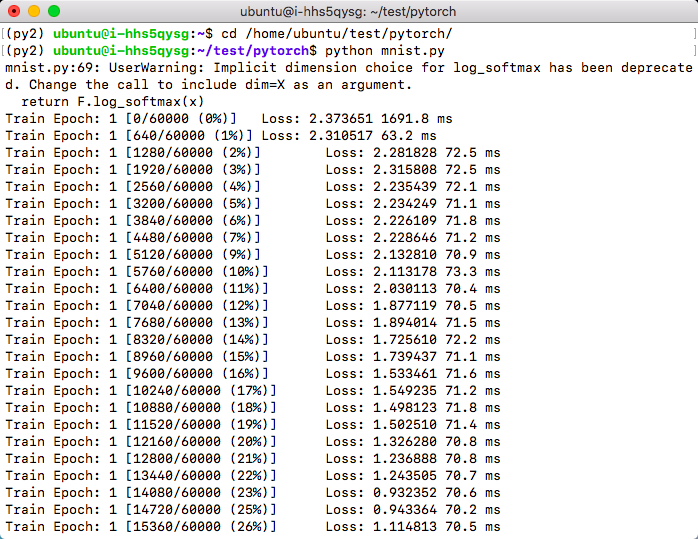 ubuntu@i-hhs5qysg: ~/test/pytorch
[(py2) ubuntu@i-hhs5qysg:~$ cd /home/ubuntu/test/pytorch/ ]
[(py2) ubuntu@i-hhs5qysg:~/test/pytorch$ python mnist.py ]
mnist.py:69: UserWarning: Implicit dimension choice for log_softmax has been deprecate
d. Change the call to include dim=X as an argument.
  return F.log_softmax(x)
Train Epoch: 1 [0/60000 (0%)]	Loss: 2.373651 1691.8 ms
Train Epoch: 1 [640/60000 (1%)]	Loss: 2.310517 63.2 ms
Train Epoch: 1 [1280/60000 (2%)]	Loss: 2.281828 72.5 ms
Train Epoch: 1 [1920/60000 (3%)]	Loss: 2.315808 72.5 ms
Train Epoch: 1 [2560/60000 (4%)]	Loss: 2.235439 72.1 ms
Train Epoch: 1 [3200/60000 (5%)]	Loss: 2.234249 71.1 ms
Train Epoch: 1 [3840/60000 (6%)]	Loss: 2.226109 71.8 ms
Train Epoch: 1 [4480/60000 (7%)]	Loss: 2.228646 71.2 ms
Train Epoch: 1 [5120/60000 (9%)]	Loss: 2.132810 70.9 ms
Train Epoch: 1 [5760/60000 (10%)]	Loss: 2.113178 73.3 ms
Train Epoch: 1 [6400/60000 (11%)]	Loss: 2.030113 70.4 ms
Train Epoch: 1 [7040/60000 (12%)]	Loss: 1.877119 70.5 ms
Train Epoch: 1 [7680/60000 (13%)]	Loss: 1.894014 71.5 ms
Train Epoch: 1 [8320/60000 (14%)]	Loss: 1.725610 72.2 ms
Train Epoch: 1 [8960/60000 (15%)]	Loss: 1.739437 71.1 ms
Train Epoch: 1 [9600/60000 (16%)]	Loss: 1.533461 71.6 ms
Train Epoch: 1 [10240/60000 (17%)]	Loss: 1.549235 71.2 ms
Train Epoch: 1 [10880/60000 (18%)]	Loss: 1.498123 71.8 ms
Train Epoch: 1 [11520/60000 (19%)]	Loss: 1.502510 71.4 ms
Train Epoch: 1 [12160/60000 (20%)]	Loss: 1.326280 70.8 ms
Train Epoch: 1 [12800/60000 (21%)]	Loss: 1.236888 70.8 ms
Train Epoch: 1 [13440/60000 (22%)]	Loss: 1.243505 70.7 ms
Train Epoch: 1 [14080/60000 (23%)]	Loss: 0.932352 70.6 ms
Train Epoch: 1 [14720/60000 (25%)]	Loss: 0.943364 70.2 ms
Train Epoch: 1 [15360/60000 (26%)]	Loss: 1.114813 70.5 ms